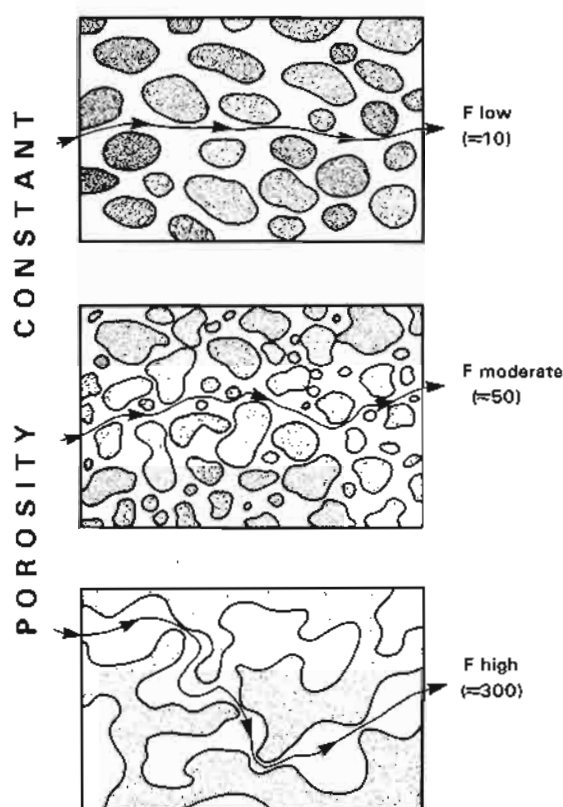 POROSITY CONSTANT
F low
(≈10)
F moderate
(≈50)
F high
(≈300)